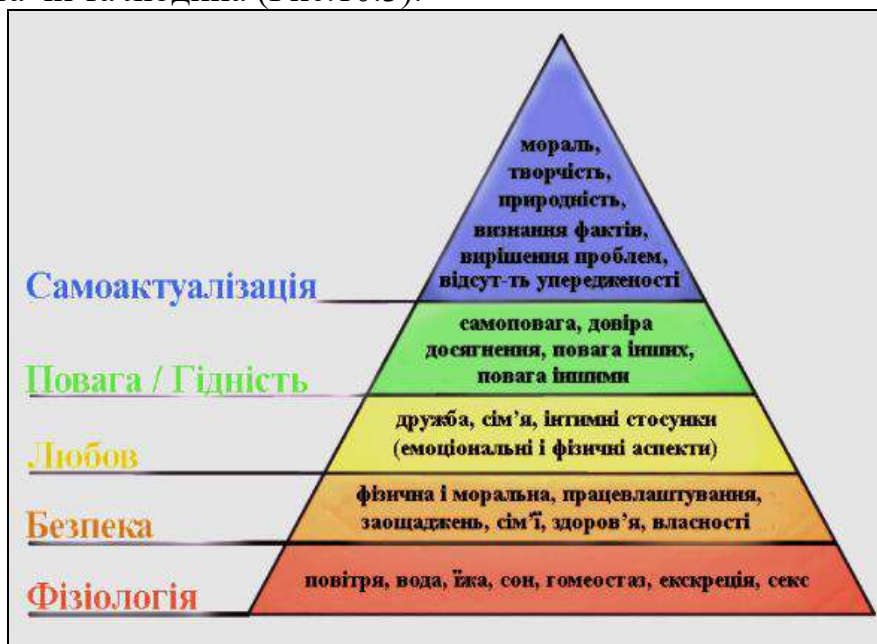 мораль,
творчість,
природність,
визнання фактів,
вирішення проблем,
відсут-ть упередженості
Самоактуалізація
самоповага, довіра
досягнення, повага інших,
повага іншими
Повага / Гідність
дружба, сім’я, інтимні стосунки
(емоціональні і фізичні аспекти)
Любов
фізична і моральна, працевлаштування,
заощаджень, сім’ї, здоров’я, власності
Безпека
повітря, вода, їжа, сон, гомеостаз, екскреція, секс
Фізіологія